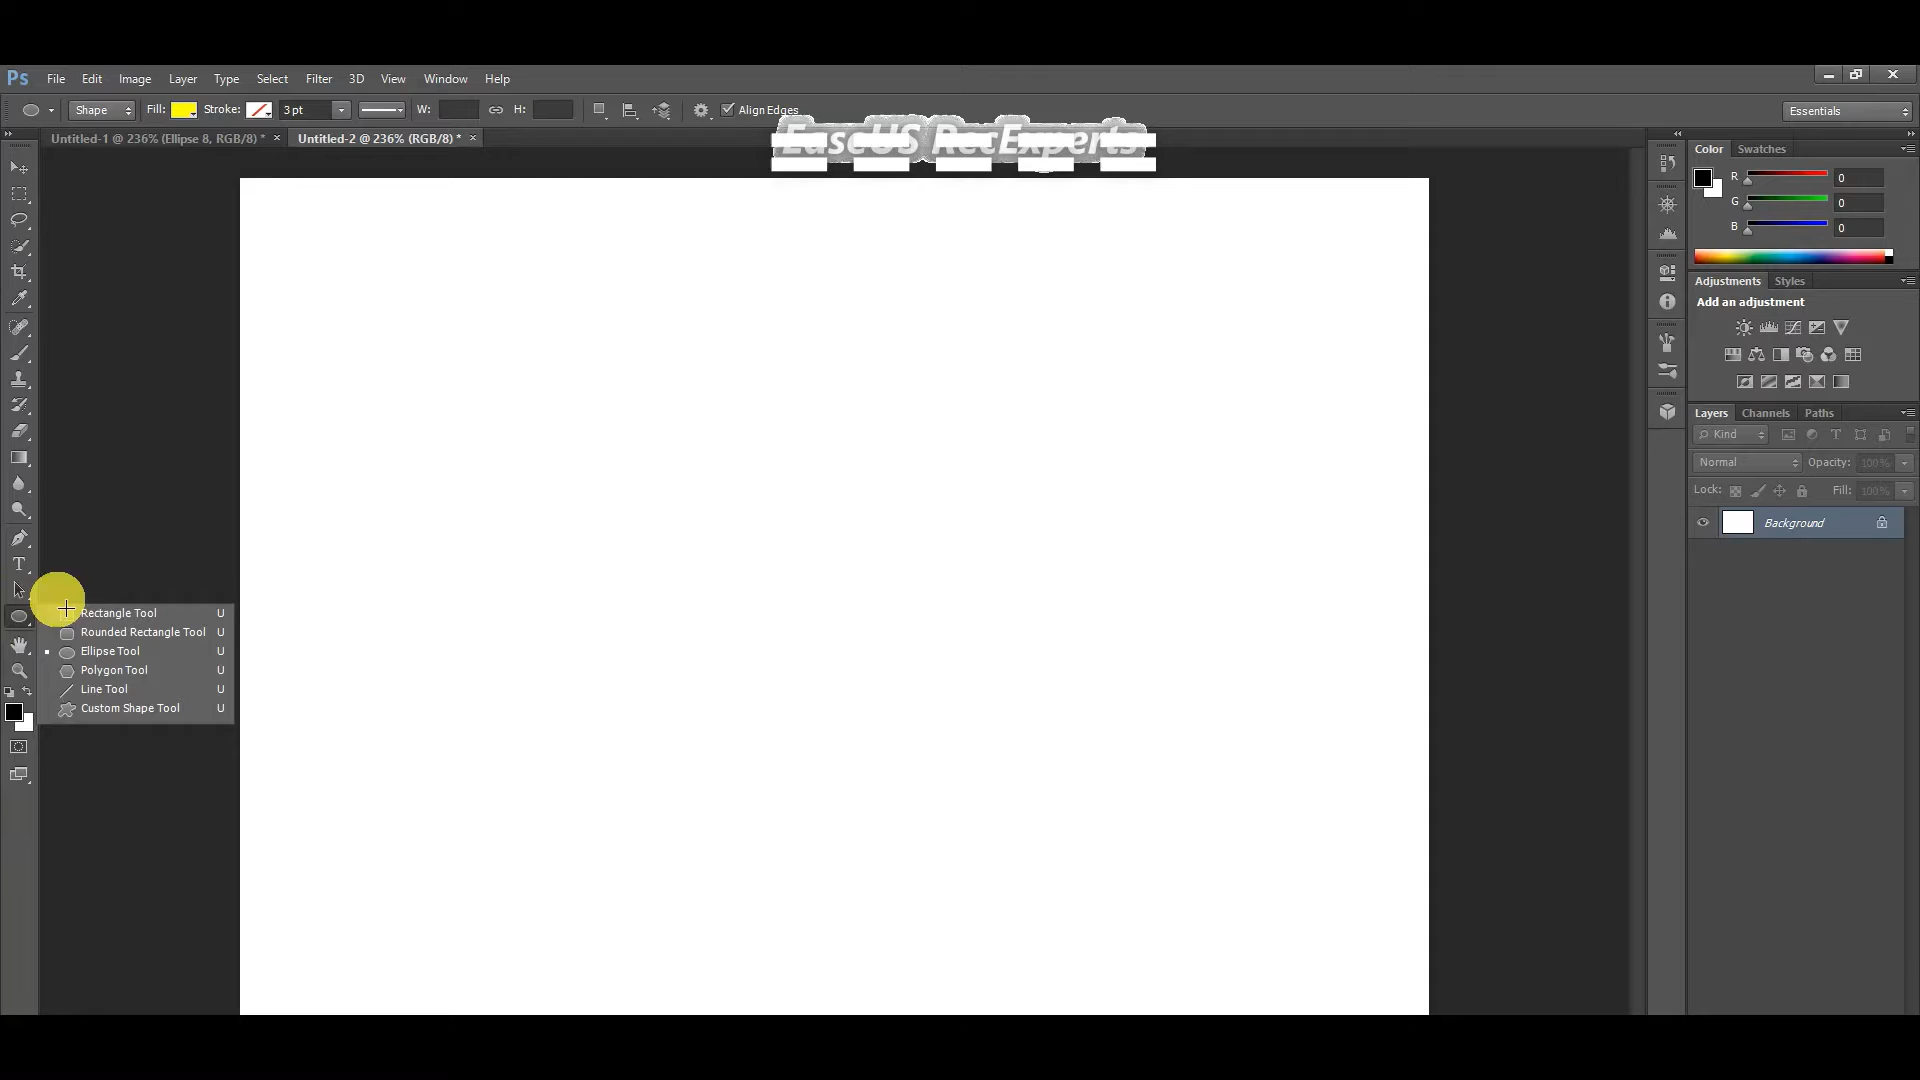 Ps File Edit Image Layer Type Select Filter 3D View Window Help
Shape Fill: Stroke: 3 pt W: H: Align Edges Essentials
Untitled-1 @ 236% (Ellipse 8, RGB/8) * × Untitled-2 @ 236% (RGB/8) * ×
EaseUS RecExperts
Color Swatches
R 0
G 0
B 0
Adjustments Styles
Add an adjustment
Layers Channels Paths
Kind
Normal Opacity: 100%
Lock: Fill: 100%
Background
T
Rectangle Tool U
Rounded Rectangle Tool U
Ellipse Tool U
Polygon Tool U
Line Tool U
Custom Shape Tool U